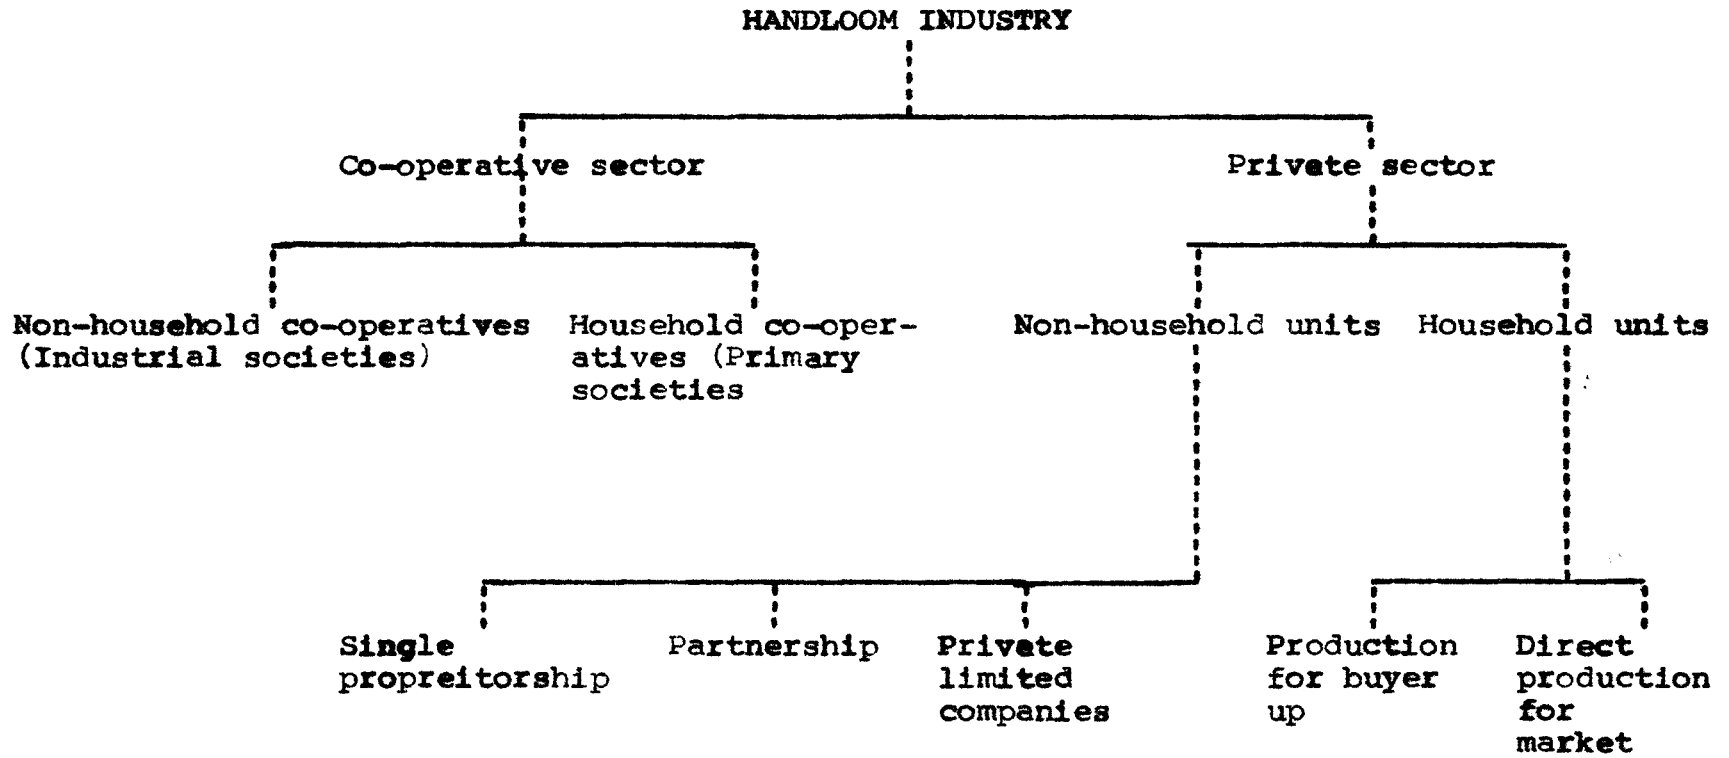 HANDLOOM INDUSTRY
Co-operative sector
Private sector
Non-household co-operatives
(Industrial societies)
Household co-oper-
atives (Primary
societies
Non-household units
Household units
Single
propreitorship
Partnership
Private
limited
companies
Production
for buyer
up
Direct
production
for
market